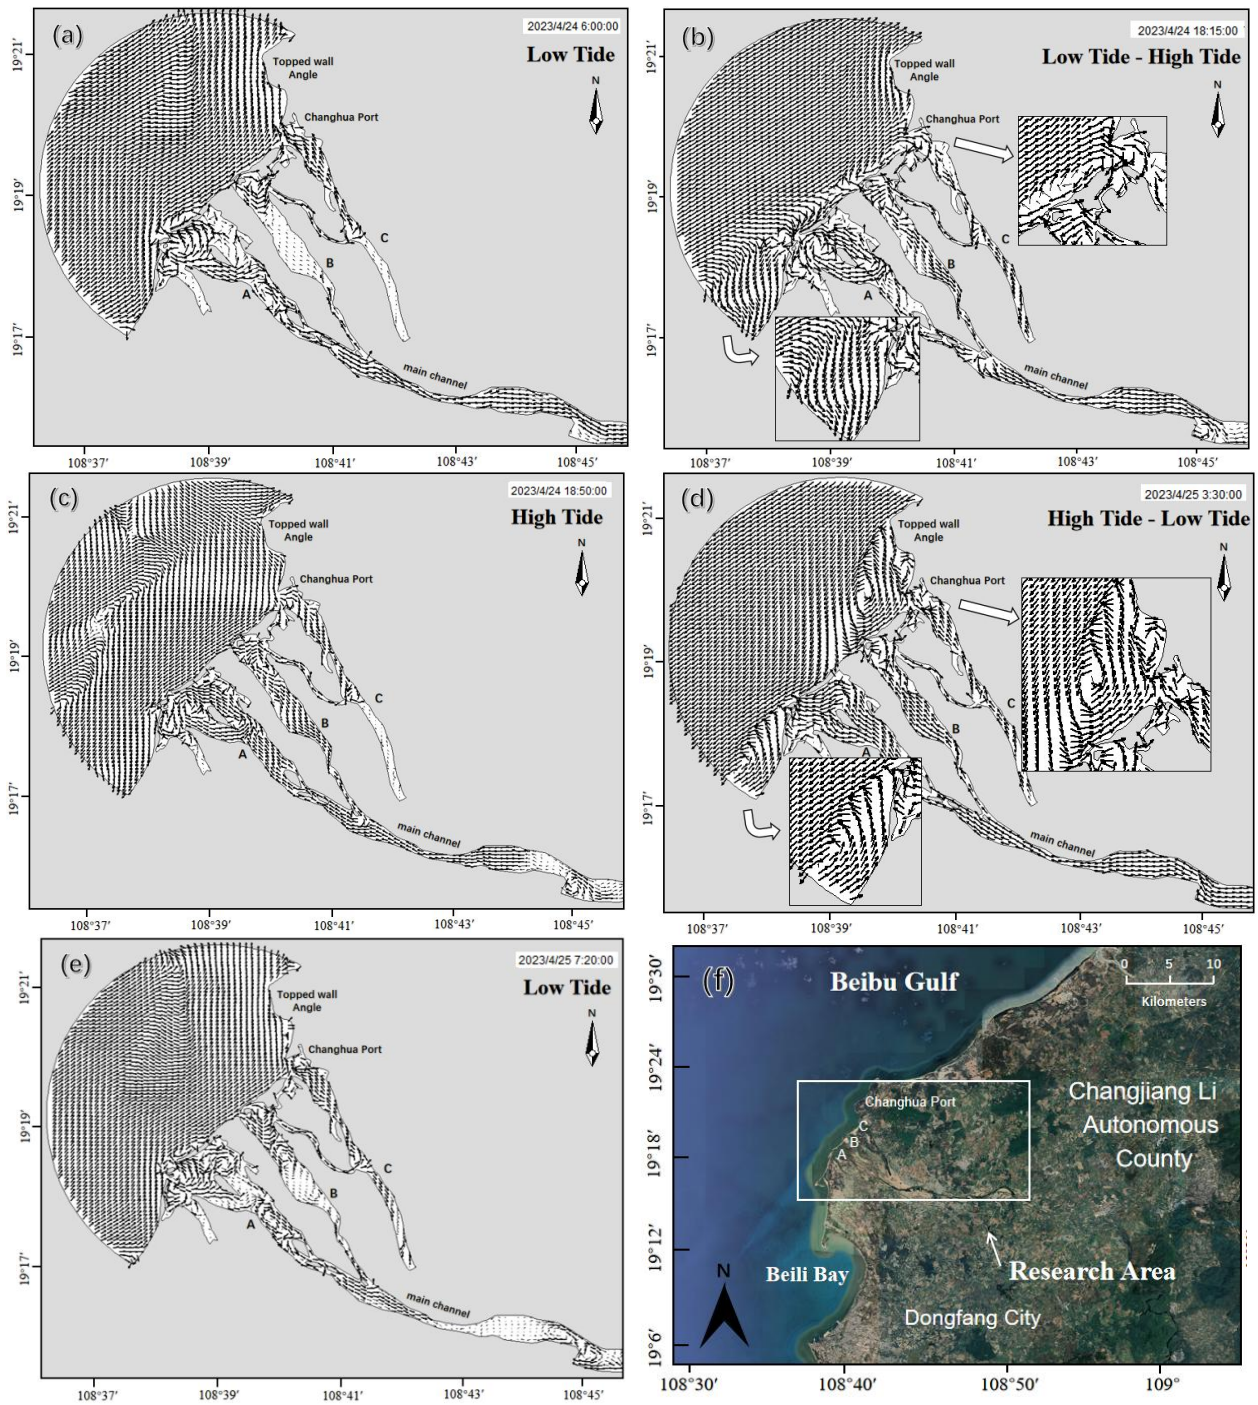 (a)
2023/4/24 6:00:00
Low Tide
N
Topped wall
Angle
Changhua Port
A
B
C
main channel
19°21′
19°19′
19°17′
108°37′
108°39′
108°41′
108°43′
108°45′
(b)
2023/4/24 18:15:00
Low Tide - High Tide
N
Topped wall
Angle
Changhua Port
A
B
C
main channel
19°21′
19°19′
19°17′
108°37′
108°39′
108°41′
108°43′
108°45′
(c)
2023/4/24 18:50:00
High Tide
N
Topped wall
Angle
Changhua Port
A
B
C
main channel
19°21′
19°19′
19°17′
108°37′
108°39′
108°41′
108°43′
108°45′
(d)
2023/4/25 3:30:00
High Tide - Low Tide
N
Topped wall
Angle
Changhua Port
A
B
C
main channel
19°21′
19°19′
19°17′
108°37′
108°39′
108°41′
108°43′
108°45′
(e)
2023/4/25 7:20:00
Low Tide
N
Topped wall
Angle
Changhua Port
A
B
C
main channel
19°21′
19°19′
19°17′
108°37′
108°39′
108°41′
108°43′
108°45′
(f)
Beibu Gulf
0 5 10
Kilometers
Changhua Port
C
B
A
Changjiang Li
Autonomous
County
Research Area
Beili Bay
N
Dongfang City
19°30′
19°24′
19°18′
19°12′
19°6′
108°30′
108°40′
108°50′
109°